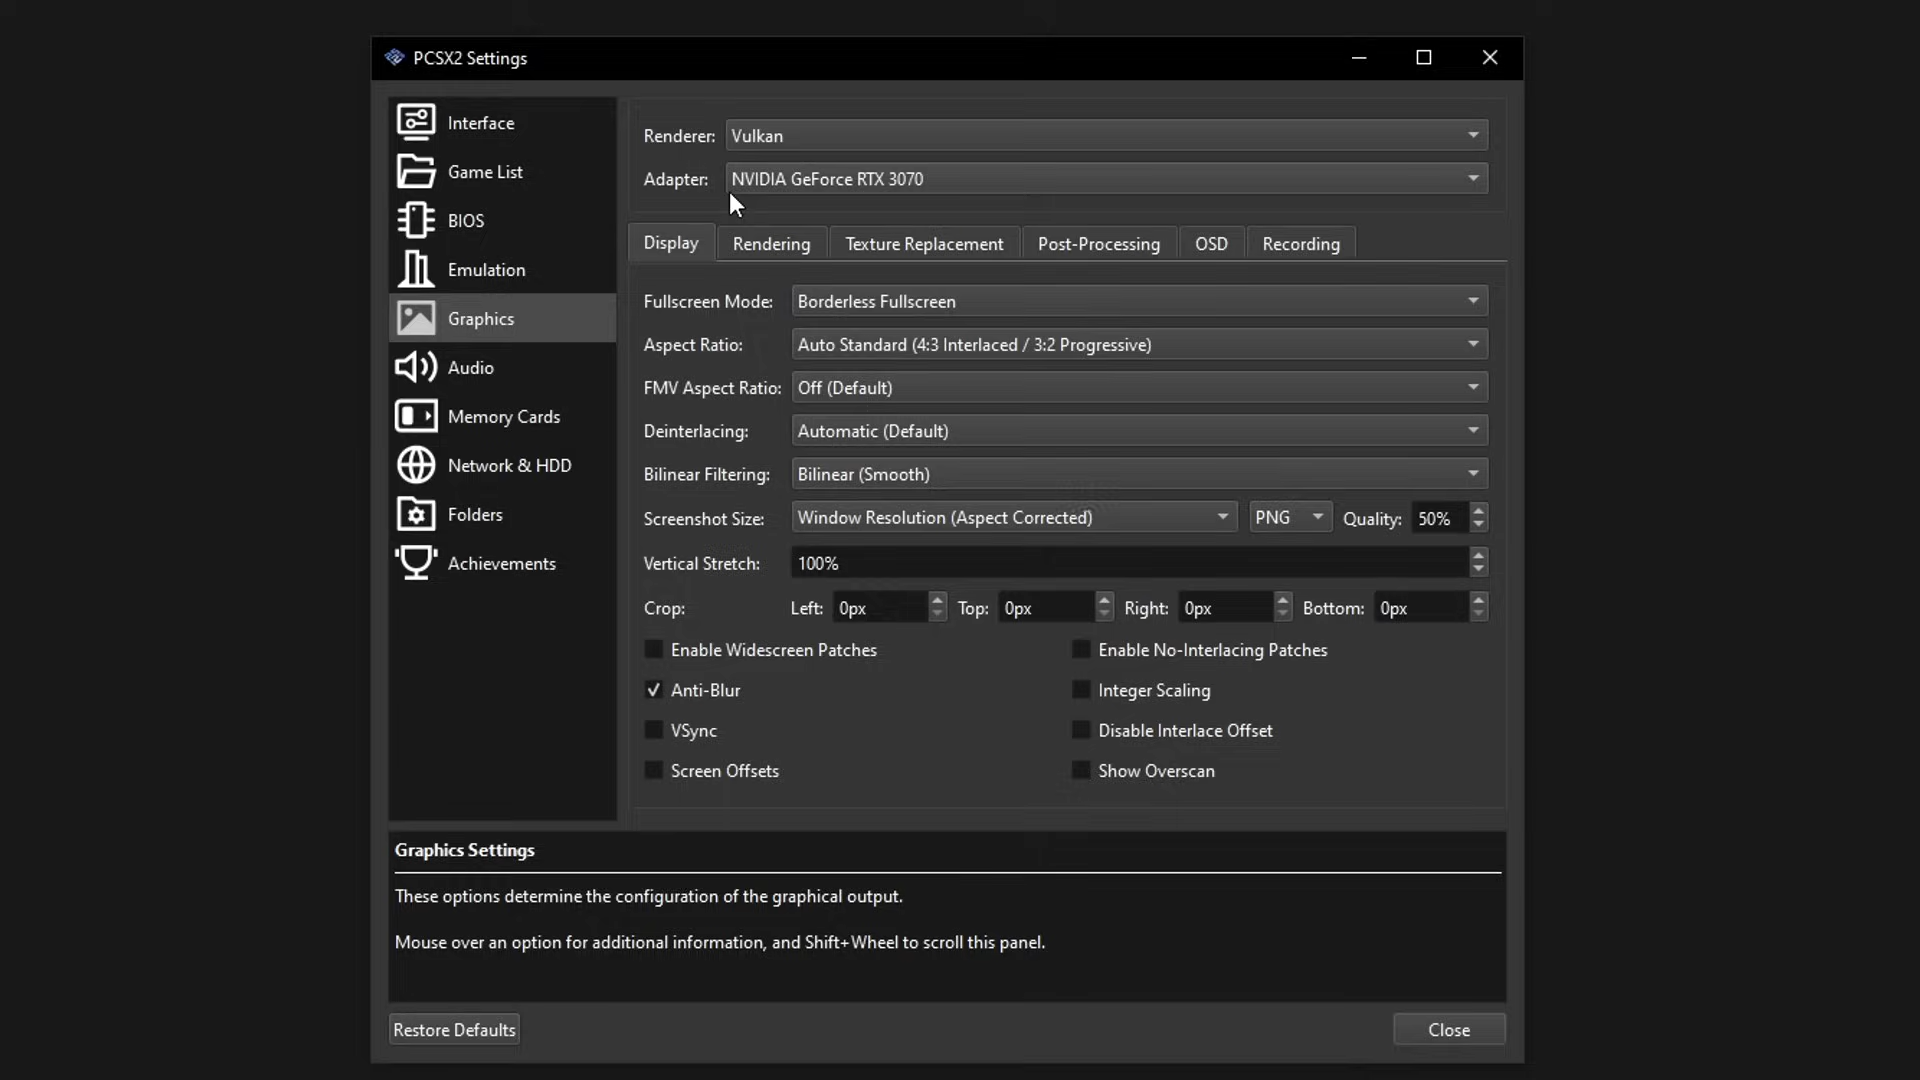 PCSX2 Settings
Interface
Game List
BIOS
Emulation
Graphics
Audio
Memory Cards
Network & HDD
Folders
Achievements
Renderer: Vulkan
Adapter: NVIDIA GeForce RTX 3070
Display Rendering Texture Replacement Post-Processing OSD Recording
Fullscreen Mode: Borderless Fullscreen
Aspect Ratio: Auto Standard (4:3 Interlaced / 3:2 Progressive)
FMV Aspect Ratio: Off (Default)
Deinterlacing: Automatic (Default)
Bilinear Filtering: Bilinear (Smooth)
Screenshot Size: Window Resolution (Aspect Corrected) PNG Quality: 50%
Vertical Stretch: 100%
Crop: Left: 0px Top: 0px Right: 0px Bottom: 0px
Enable Widescreen Patches Enable No-Interlacing Patches
Anti-Blur Integer Scaling
VSync Disable Interlace Offset
Screen Offsets Show Overscan
Graphics Settings
These options determine the configuration of the graphical output.
Mouse over an option for additional information, and Shift+Wheel to scroll this panel.
Restore Defaults Close